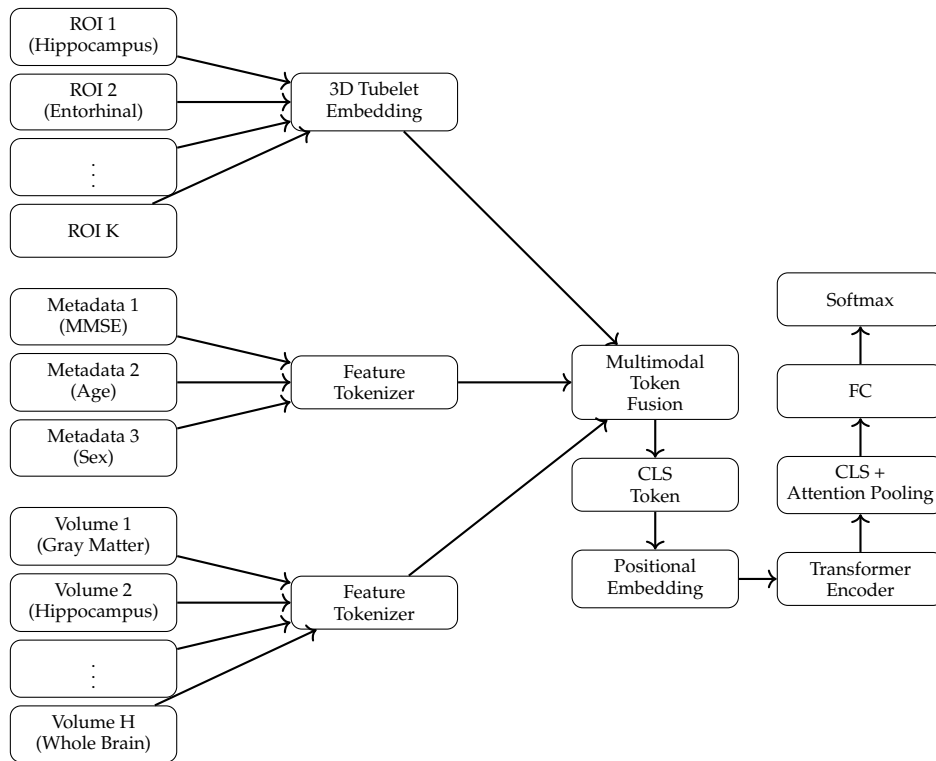 ROI 1
(Hippocampus)
ROI 2
(Entorhinal)
⋮
ROI K
3D Tubelet
Embedding
Metadata 1
(MMSE)
Metadata 2
(Age)
Metadata 3
(Sex)
Feature
Tokenizer
Volume 1
(Gray Matter)
Volume 2
(Hippocampus)
⋮
Volume H
(Whole Brain)
Feature
Tokenizer
Multimodal
Token
Fusion
CLS
Token
Positional
Embedding
Transformer
Encoder
CLS +
Attention Pooling
FC
Softmax